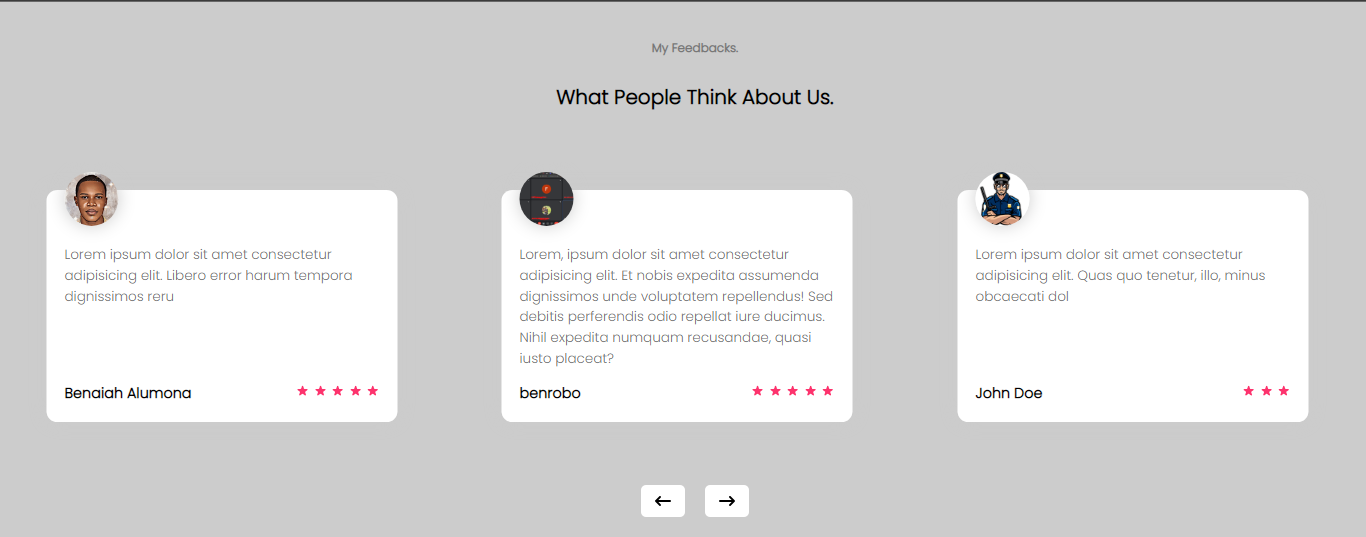 My Feedbacks.
What People Think About Us.
Lorem ipsum dolor sit amet consectetur
adipisicing elit. Libero error harum tempora
dignissimos reru
Benaiah Alumona
Lorem, ipsum dolor sit amet consectetur
adipisicing elit. Et nobis expedita assumenda
dignissimos unde voluptatem repellendus! Sed
debitis perferendis odio repellat iure ducimus.
Nihil expedita numquam recusandae, quasi
iusto placeat?
benrobo
Lorem ipsum dolor sit amet consectetur
adipisicing elit. Quas quo tenetur, illo, minus
obcaecati dol
John Doe